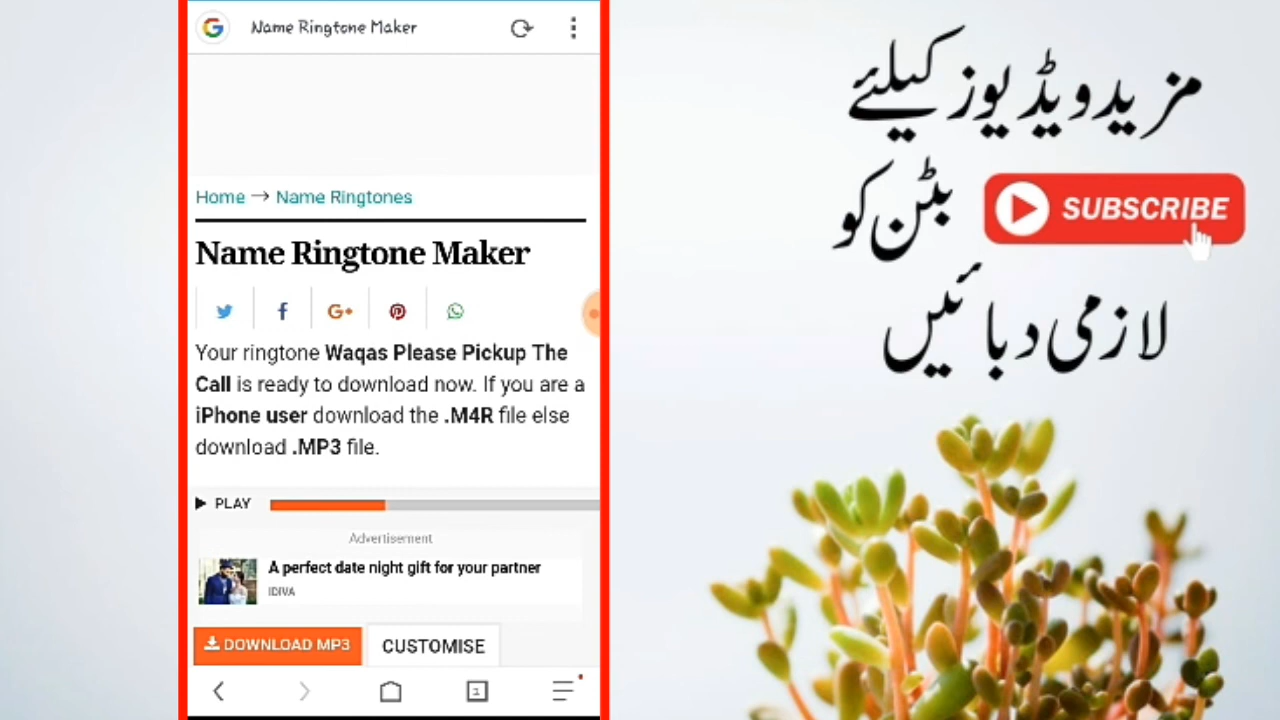 Name Ringtone Maker
Home → Name Ringtones
Name Ringtone Maker
Your ringtone Waqas Please Pickup The
Call is ready to download now. If you are a
iPhone user download the .M4R file else
download .MP3 file.
PLAY
Advertisement
A perfect date night gift for your partner
IDIVA
DOWNLOAD MP3
CUSTOMISE
1
مزید ویڈیوز کیلئے
SUBSCRIBE بٹن کو
لازمی دبائیں